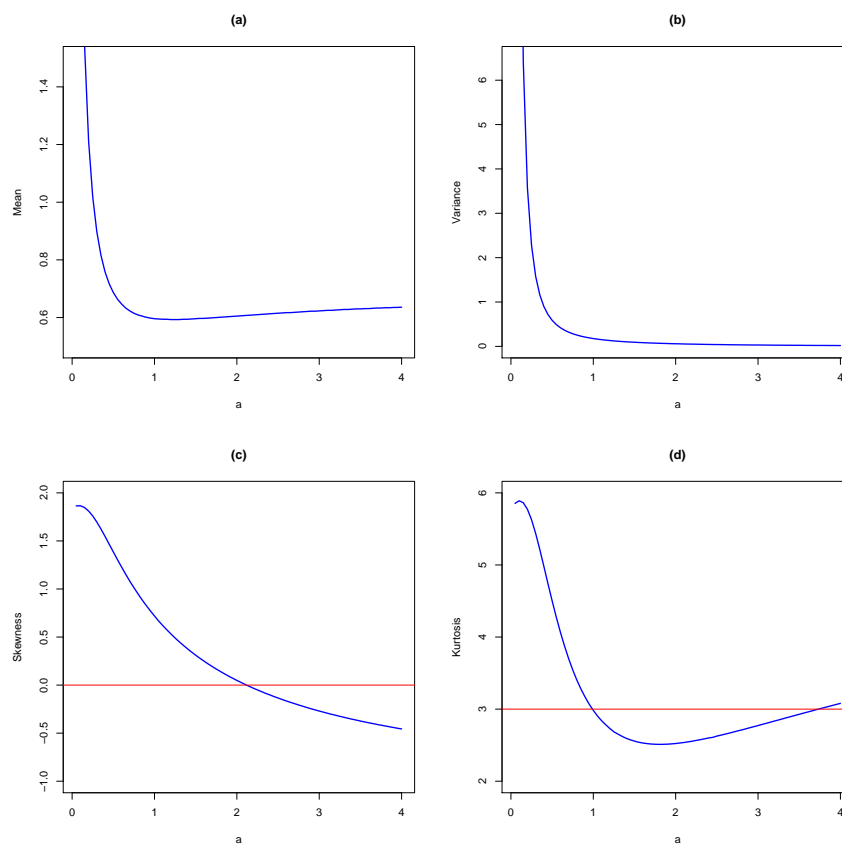 (a)
Mean
0.6 0.8 1.0 1.2 1.4
0 1 2 3 4
a
(b)
Variance
0 1 2 3 4 5 6
0 1 2 3 4
a
(c)
Skewness
−1.0 −0.5 0.0 0.5 1.0 1.5 2.0
0 1 2 3 4
a
(d)
Kurtosis
2 3 4 5 6
0 1 2 3 4
a